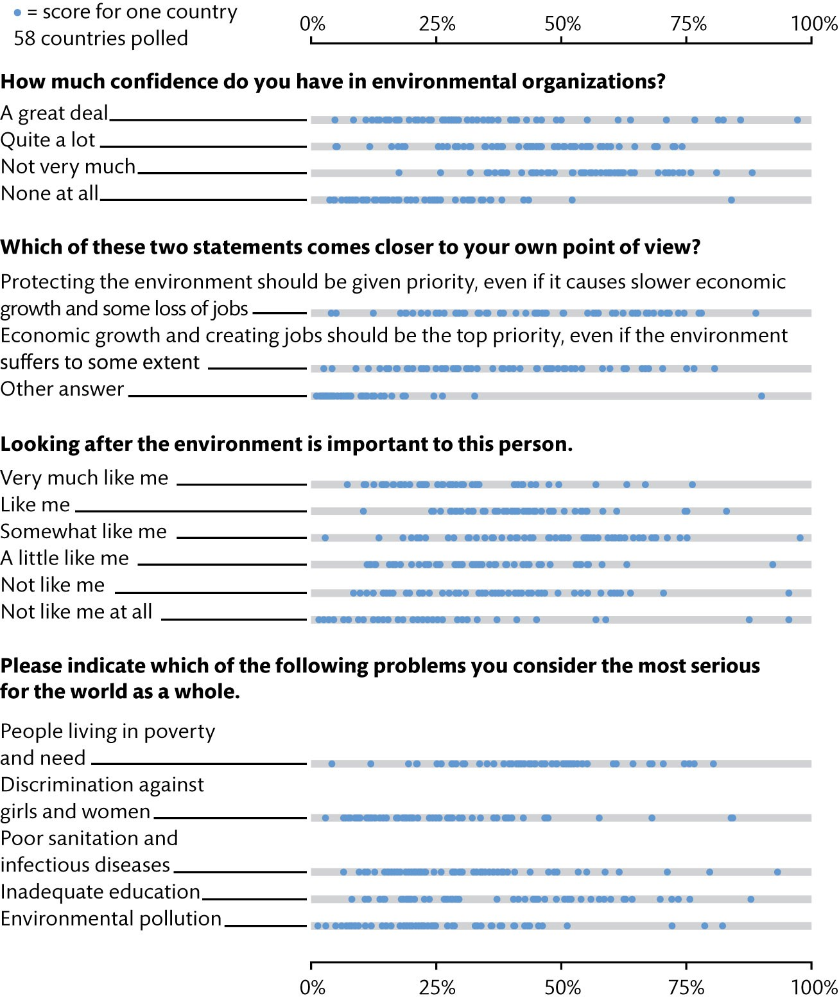 = score for one country
58 countries polled
0% 25% 50% 75% 100%
How much confidence do you have in environmental organizations?
A great deal
Quite a lot
Not very much
None at all
Which of these two statements comes closer to your own point of view?
Protecting the environment should be given priority, even if it causes slower economic
growth and some loss of jobs
Economic growth and creating jobs should be the top priority, even if the environment
suffers to some extent
Other answer
Looking after the environment is important to this person.
Very much like me
Like me
Somewhat like me
A little like me
Not like me
Not like me at all
Please indicate which of the following problems you consider the most serious
for the world as a whole.
People living in poverty
and need
Discrimination against
girls and women
Poor sanitation and
infectious diseases
Inadequate education
Environmental pollution
0% 25% 50% 75% 100%